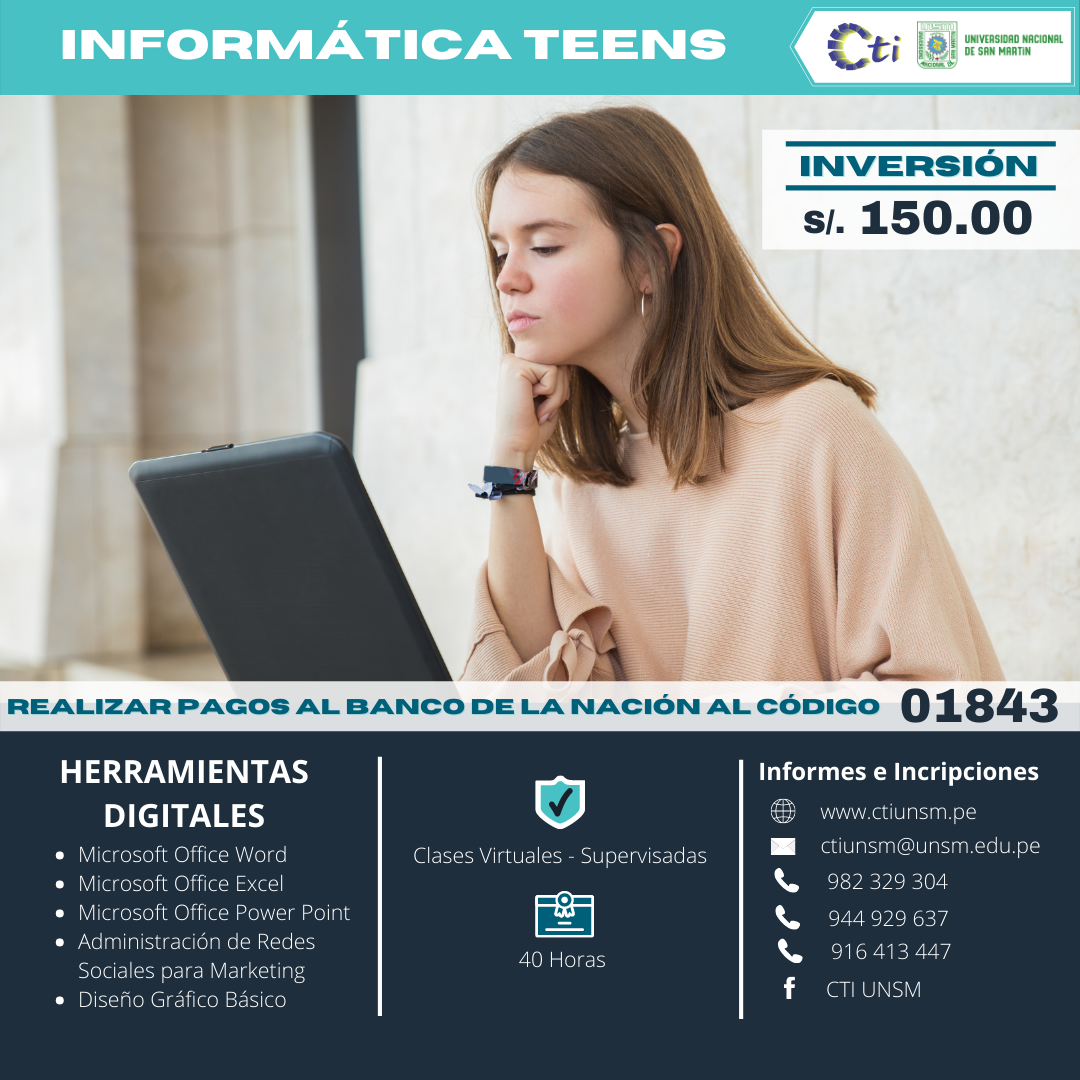 INFORMÁTICA TEENS
Cti
UNIVERSIDAD NACIONAL
DE SAN MARTIN
INVERSIÓN
S/. 150.00
REALIZAR PAGOS AL BANCO DE LA NACIÓN AL CÓDIGO 01843
HERRAMIENTAS
DIGITALES
Microsoft Office Word
Microsoft Office Excel
Microsoft Office Power Point
Administración de Redes
Sociales para Marketing
Diseño Gráfico Básico
Clases Virtuales - Supervisadas
40 Horas
Informes e Incripciones
www.ctiunsm.pe
ctiunsm@unsm.edu.pe
982 329 304
944 929 637
916 413 447
CTI UNSM